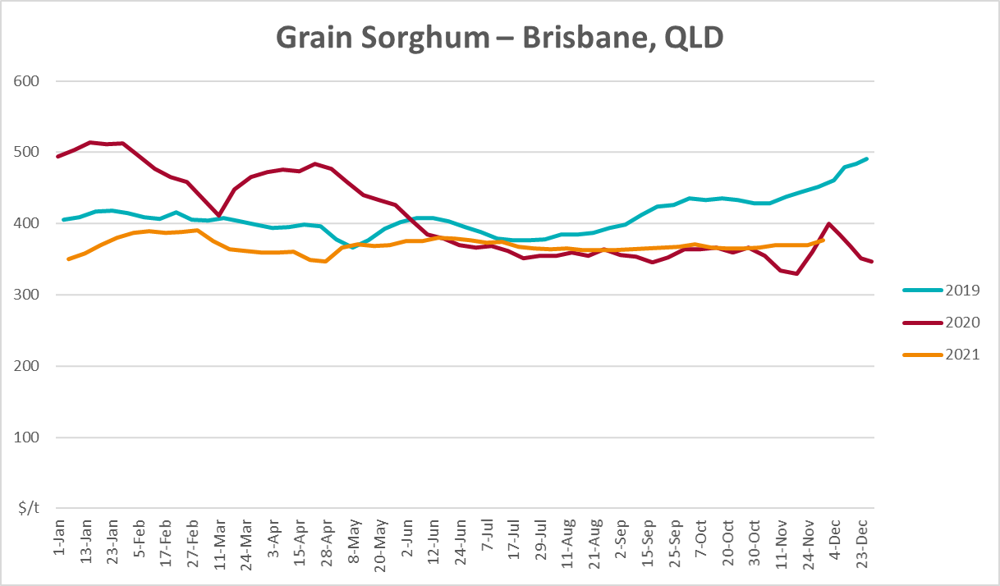 Grain Sorghum – Brisbane, QLD
600
500
400
300
200
100
$/t
2019
2020
2021
1-Jan
13-Jan
23-Jan
5-Feb
17-Feb
27-Feb
11-Mar
24-Mar
3-Apr
15-Apr
28-Apr
8-May
20-May
2-Jun
12-Jun
24-Jun
7-Jul
17-Jul
29-Jul
11-Aug
21-Aug
2-Sep
15-Sep
25-Sep
7-Oct
20-Oct
30-Oct
11-Nov
24-Nov
4-Dec
23-Dec